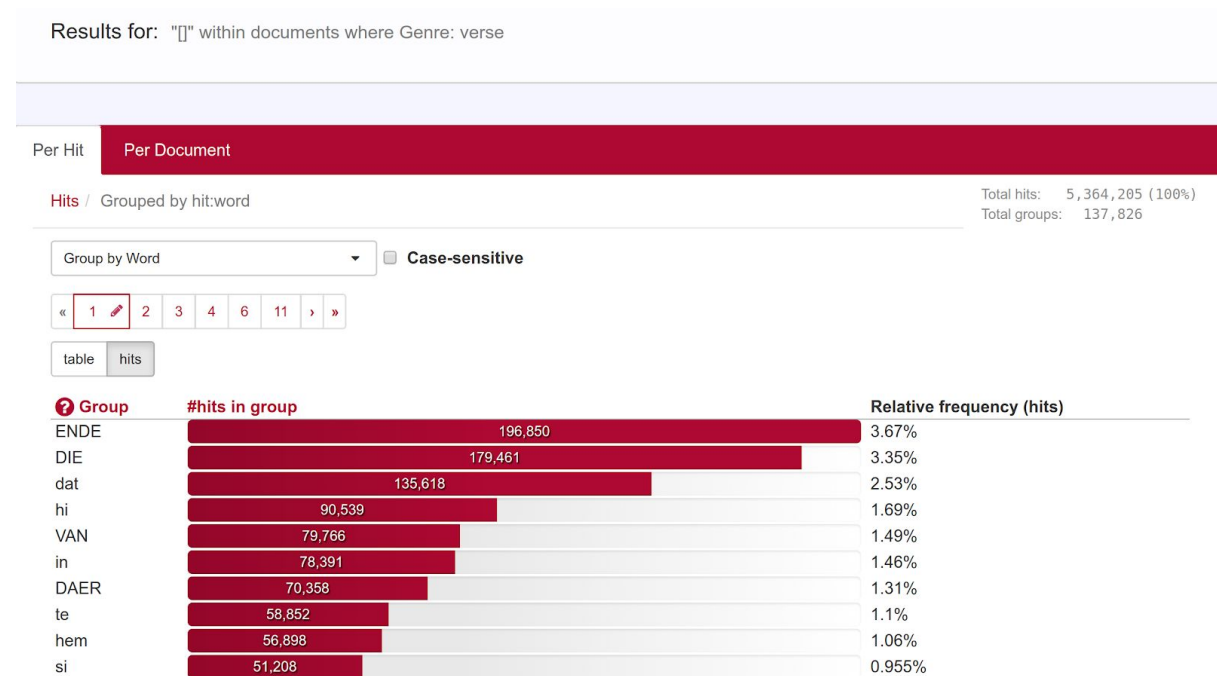 Results for: "[]" within documents where Genre: verse
Per Hit Per Document
Hits / Grouped by hit:word
Total hits: 5,364,205 (100%)
Total groups: 137,826
Group by Word Case-sensitive
« 1 2 3 4 6 11 › »
table hits
Group #hits in group Relative frequency (hits)
ENDE 196,850 3.67%
DIE 179,461 3.35%
dat 135,618 2.53%
hi 90,539 1.69%
VAN 79,766 1.49%
in 78,391 1.46%
DAER 70,358 1.31%
te 58,852 1.1%
hem 56,898 1.06%
si 51,208 0.955%